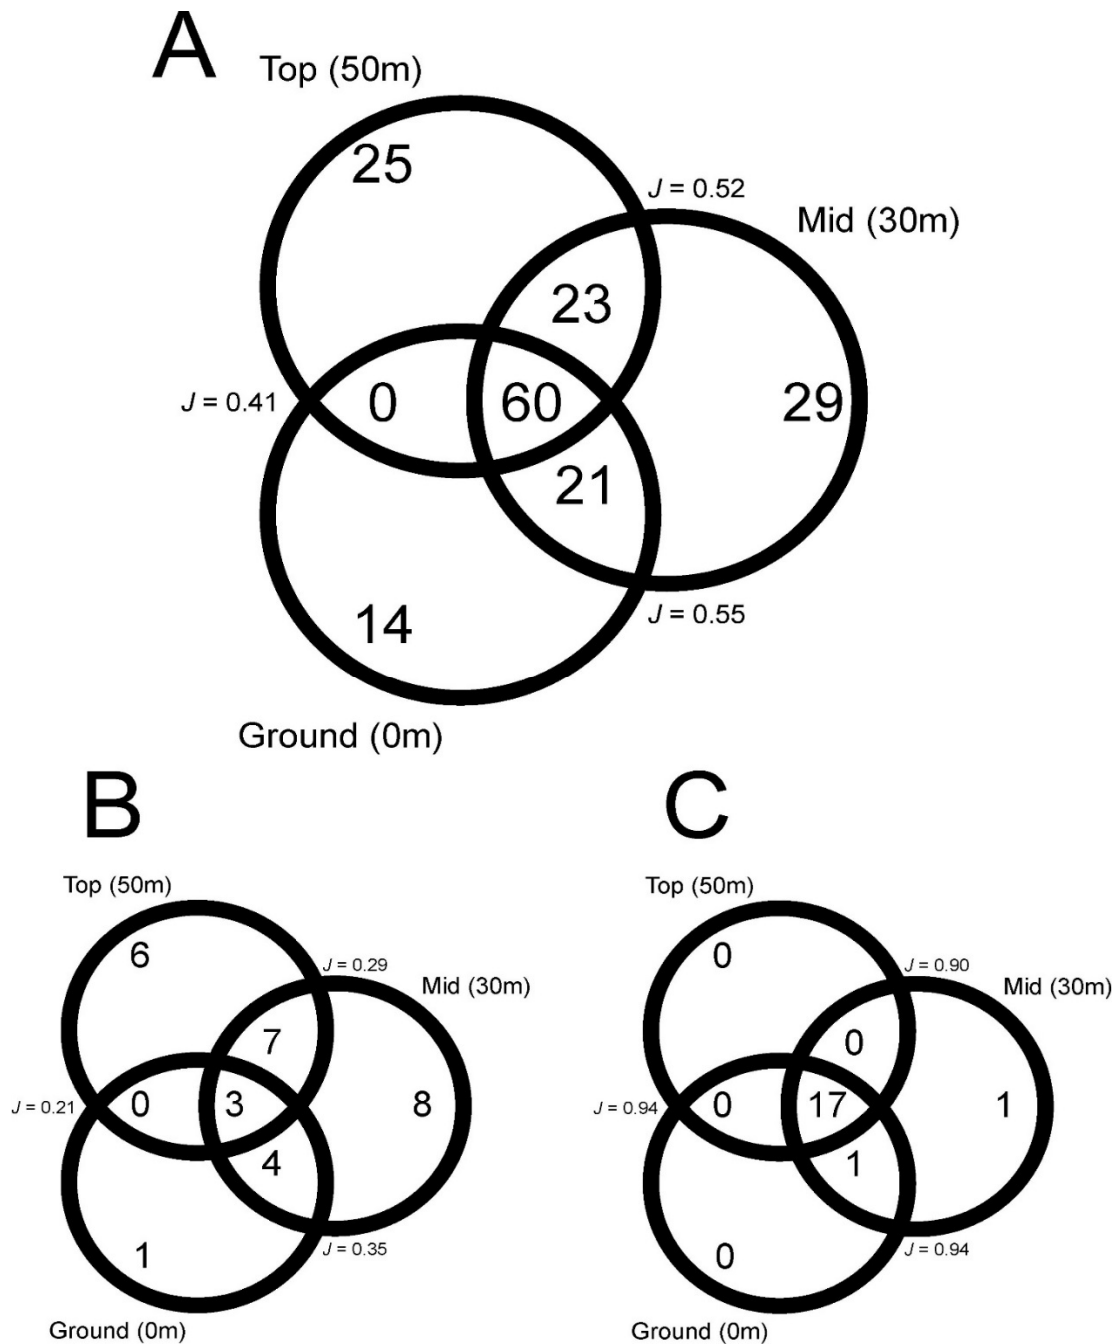 A
Top (50m)
25
J = 0.52
Mid (30m)
23
J = 0.41
0
60
29
21
14
J = 0.55
Ground (0m)
B
Top (50m)
6
J = 0.29
Mid (30m)
7
J = 0.21
0
3
8
4
1
J = 0.35
Ground (0m)
C
Top (50m)
0
J = 0.90
Mid (30m)
0
J = 0.94
0
17
1
1
0
J = 0.94
Ground (0m)